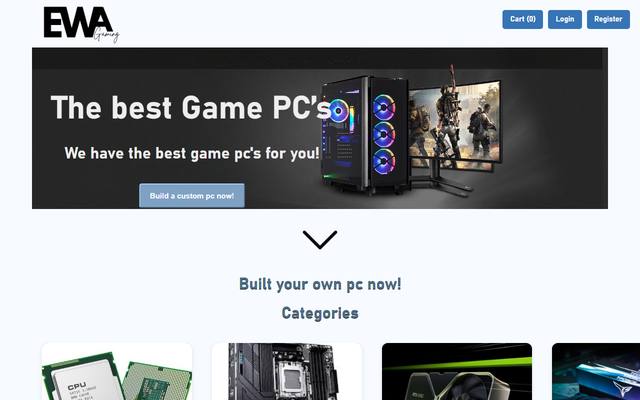 EWA
Gaming
Cart (0) Login Register
The best Game PC's
We have the best game pc's for you!
Build a custom pc now!
Built your own pc now!
Categories
CPU